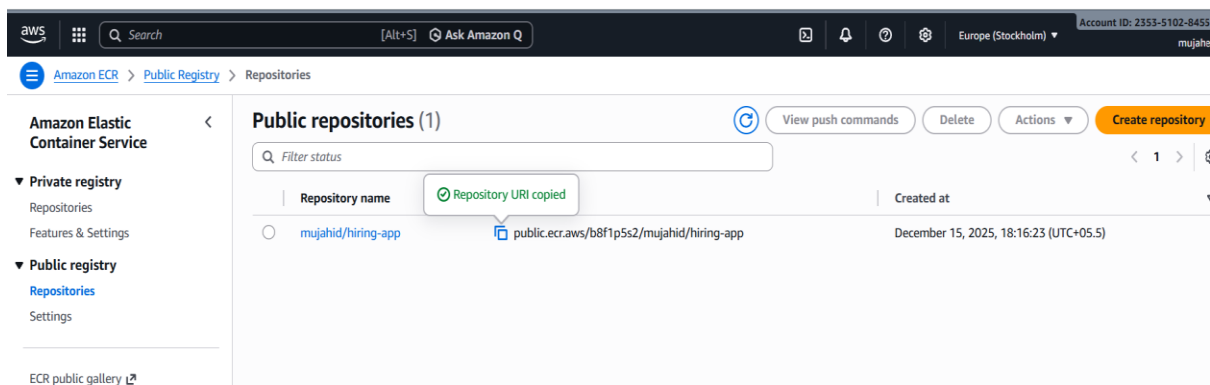 aws Search [Alt+S] Ask Amazon Q Europe (Stockholm) ▼ Account ID: 2353-5102-8455
mujahe
Amazon ECR > Public Registry > Repositories
Amazon Elastic
Container Service
▼ Private registry
Repositories
Features & Settings
▼ Public registry
Repositories
Settings
ECR public gallery
Public repositories (1)
View push commands Delete Actions ▼ Create repository
Filter status
1
Repository URI copied
Repository name Created at
mujahid/hiring-app public.ecr.aws/b8f1p5s2/mujahid/hiring-app December 15, 2025, 18:16:23 (UTC+05.5)